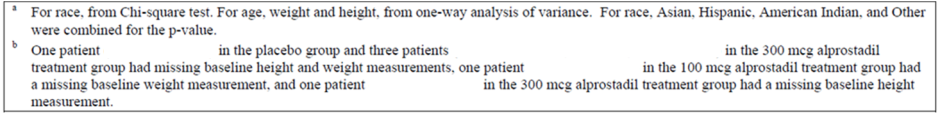 a For race, from Chi-square test. For age, weight and height, from one-way analysis of variance. For race, Asian, Hispanic, American Indian, and Other
were combined for the p-value.
b One patient in the placebo group and three patients in the 300 mcg alprostadil
treatment group had missing baseline height and weight measurements, one patient in the 100 mcg alprostadil treatment group had
a missing baseline weight measurement, and one patient in the 300 mcg alprostadil treatment group had a missing baseline height
measurement.